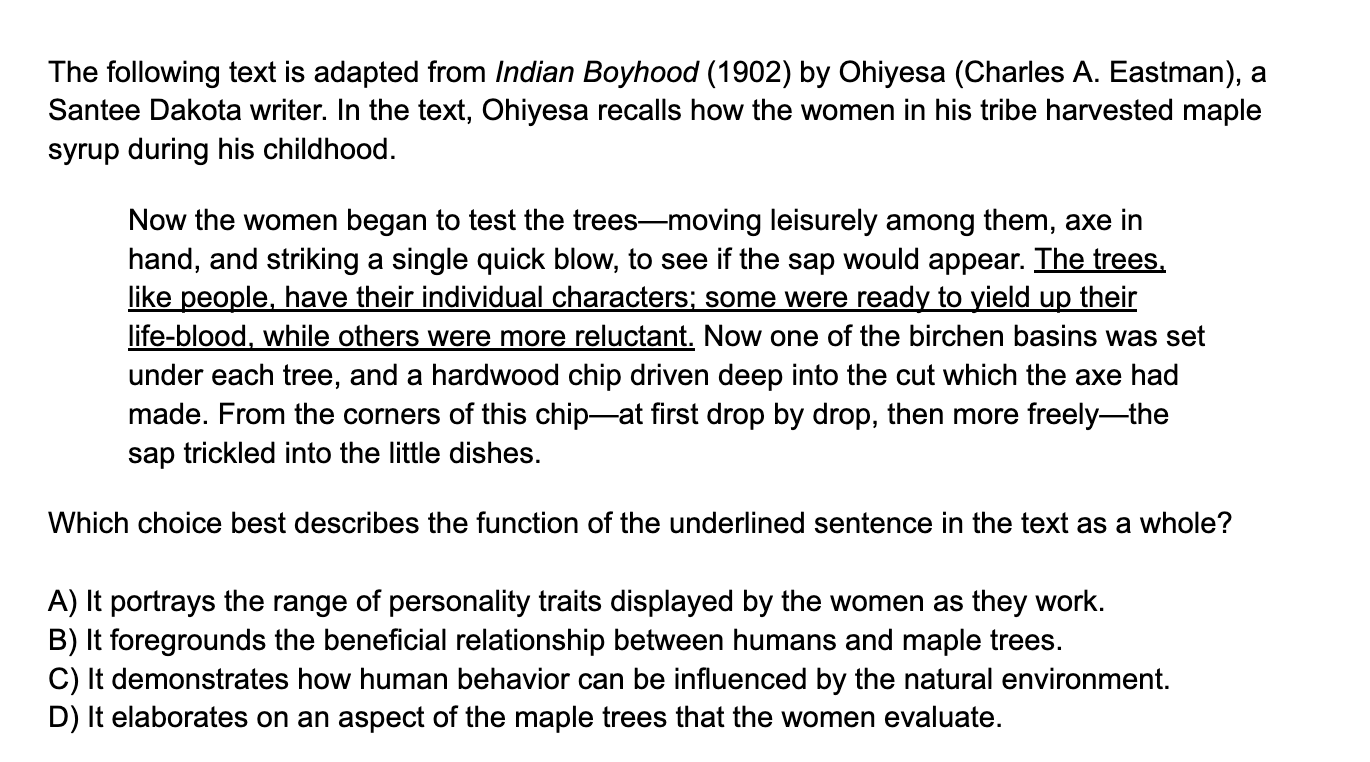 The following text is adapted from Indian Boyhood (1902) by Ohiyesa (Charles A. Eastman), a
Santee Dakota writer. In the text, Ohiyesa recalls how the women in his tribe harvested maple
syrup during his childhood.
Now the women began to test the trees—moving leisurely among them, axe in
hand, and striking a single quick blow, to see if the sap would appear. The trees,
like people, have their individual characters; some were ready to yield up their
life-blood, while others were more reluctant. Now one of the birchen basins was set
under each tree, and a hardwood chip driven deep into the cut which the axe had
made. From the corners of this chip—at first drop by drop, then more freely—the
sap trickled into the little dishes.
Which choice best describes the function of the underlined sentence in the text as a whole?
A) It portrays the range of personality traits displayed by the women as they work.
B) It foregrounds the beneficial relationship between humans and maple trees.
C) It demonstrates how human behavior can be influenced by the natural environment.
D) It elaborates on an aspect of the maple trees that the women evaluate.